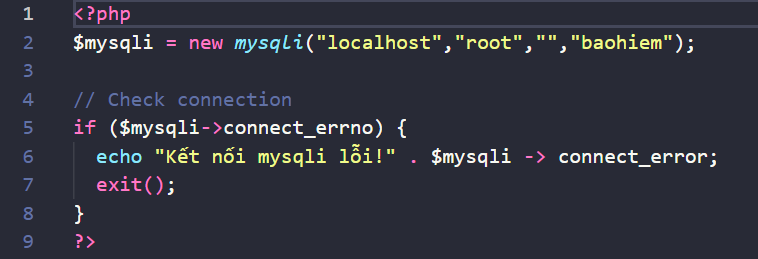 1 <?php
2 $mysqli = new mysqli("localhost","root","","baohiem");
3
4 // Check connection
5 if ($mysqli->connect_errno) {
6 echo "Kết nối mysqli lỗi!" . $mysqli -> connect_error;
7 exit();
8 }
9 ?>